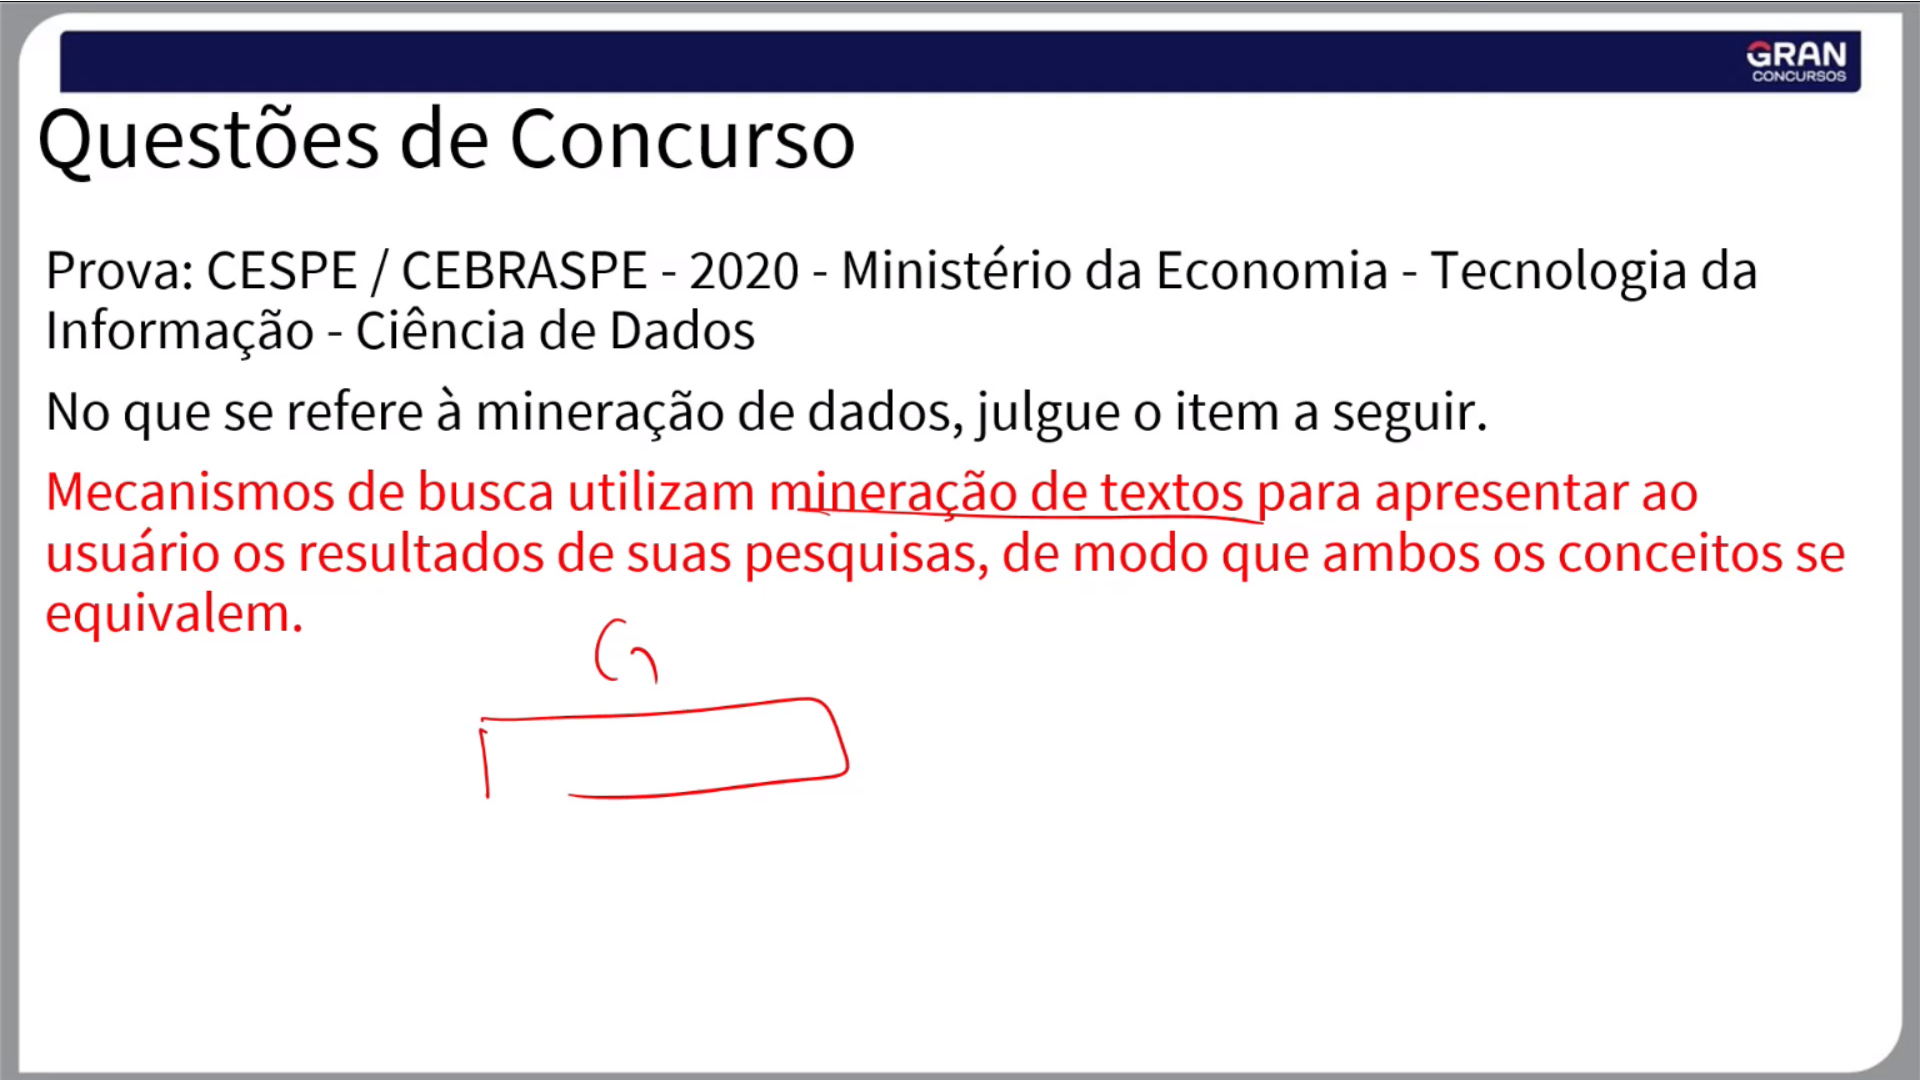 GRAN
CONCURSOS
Questões de Concurso
Prova: CESPE / CEBRASPE - 2020 - Ministério da Economia - Tecnologia da
Informação - Ciência de Dados
No que se refere à mineração de dados, julgue o item a seguir.
Mecanismos de busca utilizam mineração de textos para apresentar ao
usuário os resultados de suas pesquisas, de modo que ambos os conceitos se
equivalem.
G